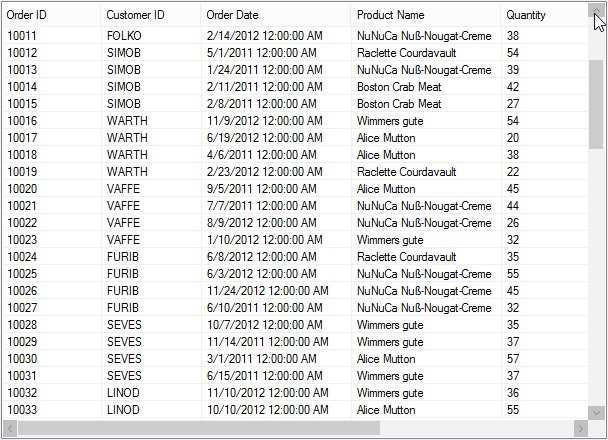 Order ID Customer ID Order Date Product Name Quantity
10011 FOLKO 2/14/2012 12:00:00 AM NuNuCa Nuß-Nougat-Creme 38
10012 SIMOB 5/1/2011 12:00:00 AM Raclette Courdavault 54
10013 SIMOB 1/24/2011 12:00:00 AM NuNuCa Nuß-Nougat-Creme 39
10014 SIMOB 2/11/2011 12:00:00 AM Boston Crab Meat 42
10015 SIMOB 2/8/2011 12:00:00 AM Boston Crab Meat 27
10016 WARTH 11/9/2012 12:00:00 AM Wimmers gute 54
10017 WARTH 6/19/2012 12:00:00 AM Alice Mutton 20
10018 WARTH 4/6/2011 12:00:00 AM Alice Mutton 38
10019 WARTH 2/23/2012 12:00:00 AM Raclette Courdavault 22
10020 VAFFE 9/5/2011 12:00:00 AM Alice Mutton 45
10021 VAFFE 7/7/2011 12:00:00 AM NuNuCa Nuß-Nougat-Creme 44
10022 VAFFE 8/9/2012 12:00:00 AM NuNuCa Nuß-Nougat-Creme 26
10023 VAFFE 1/10/2012 12:00:00 AM Wimmers gute 32
10024 FURIB 6/8/2012 12:00:00 AM Raclette Courdavault 35
10025 FURIB 6/3/2012 12:00:00 AM NuNuCa Nuß-Nougat-Creme 55
10026 FURIB 11/24/2012 12:00:00 AM NuNuCa Nuß-Nougat-Creme 45
10027 FURIB 6/10/2011 12:00:00 AM NuNuCa Nuß-Nougat-Creme 32
10028 SEVES 10/7/2012 12:00:00 AM Wimmers gute 35
10029 SEVES 11/14/2011 12:00:00 AM Wimmers gute 37
10030 SEVES 3/1/2011 12:00:00 AM Alice Mutton 57
10031 SEVES 6/15/2011 12:00:00 AM Wimmers gute 37
10032 LINOD 11/10/2012 12:00:00 AM Wimmers gute 36
10033 LINOD 10/10/2012 12:00:00 AM Alice Mutton 55